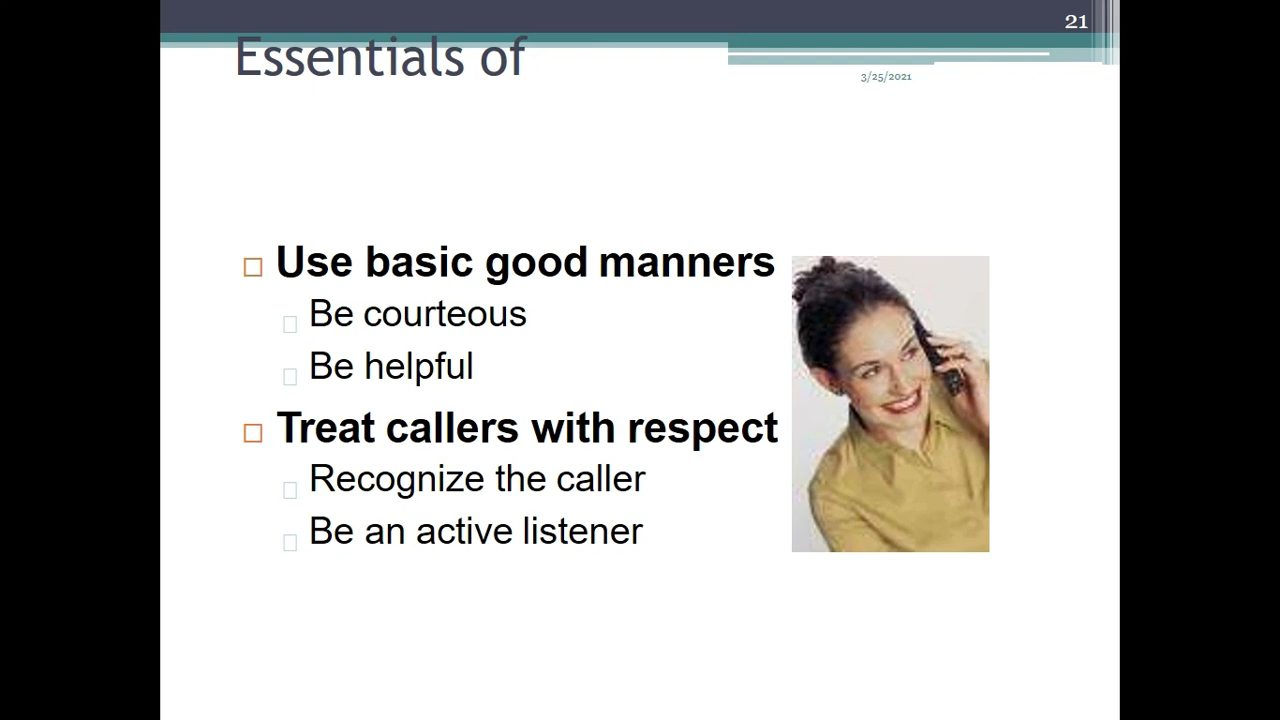 21
Essentials of
3/25/2021
Use basic good manners
Be courteous
Be helpful
Treat callers with respect
Recognize the caller
Be an active listener